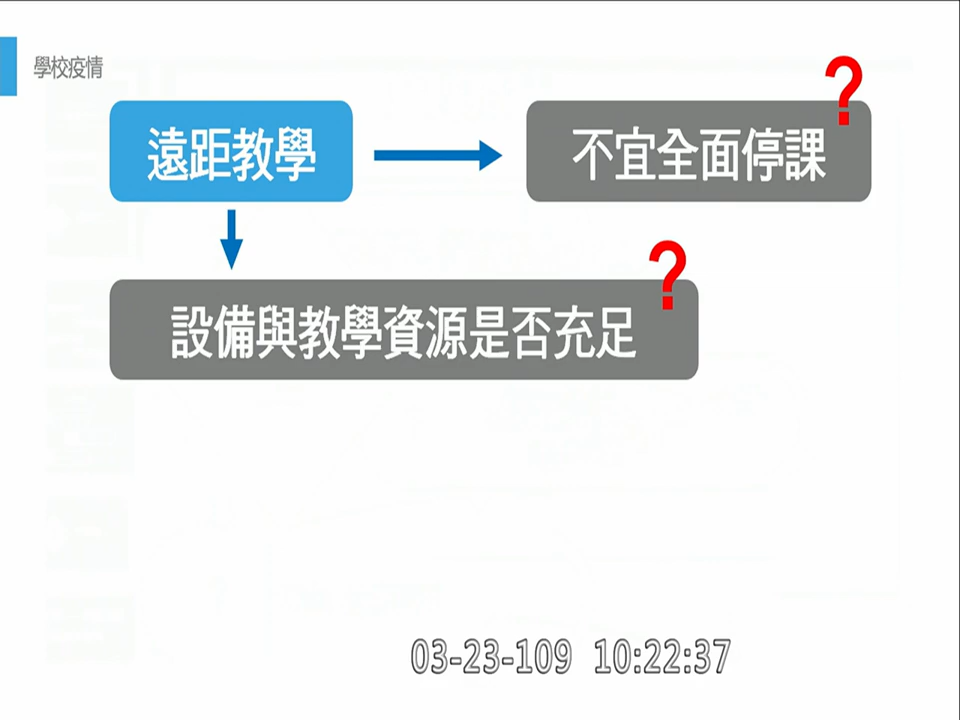 學校疫情
遠距教學
不宜全面停課
?
設備與教學資源是否充足
?
03-23-109 10:22:37